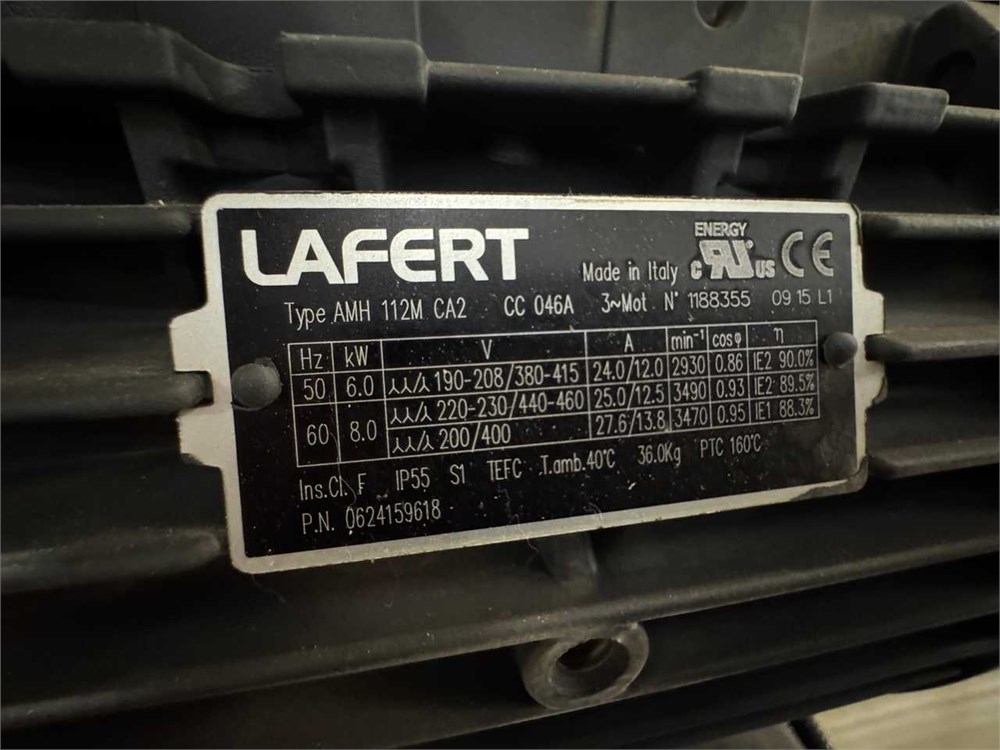 LAFERT
ENERGY
c RU US CE
Made in Italy
Type AMH 112M CA2 CC 046A 3~Mot N° 1188355 09 15 L1
Hz kW V A min⁻¹ cosφ η
50 6.0 ⅄⅄/⅄ 190-208/380-415 24.0/12.0 2930 0.86 IE2 90.0%
60 8.0 ⅄⅄/⅄ 220-230/440-460 25.0/12.5 3490 0.93 IE2 89.5%
⅄⅄/⅄ 200/400 27.6/13.8 3470 0.95 IE1 88.3%
Ins.Cl. F IP55 S1 TEFC T.amb.40°C 36.0Kg PTC 160°C
P.N. 0624159618